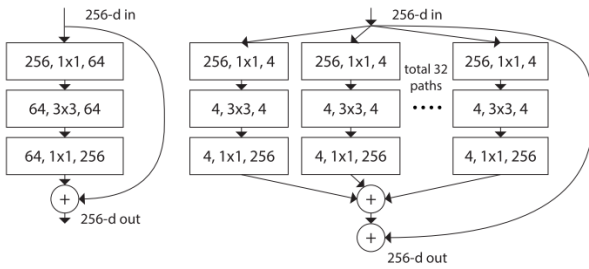 256-d in
256, 1x1, 64
64, 3x3, 64
64, 1x1, 256
+
256-d out
256-d in
256, 1x1, 4
256, 1x1, 4
256, 1x1, 4
total 32
paths
....
4, 3x3, 4
4, 3x3, 4
4, 3x3, 4
4, 1x1, 256
4, 1x1, 256
4, 1x1, 256
+
+
256-d out